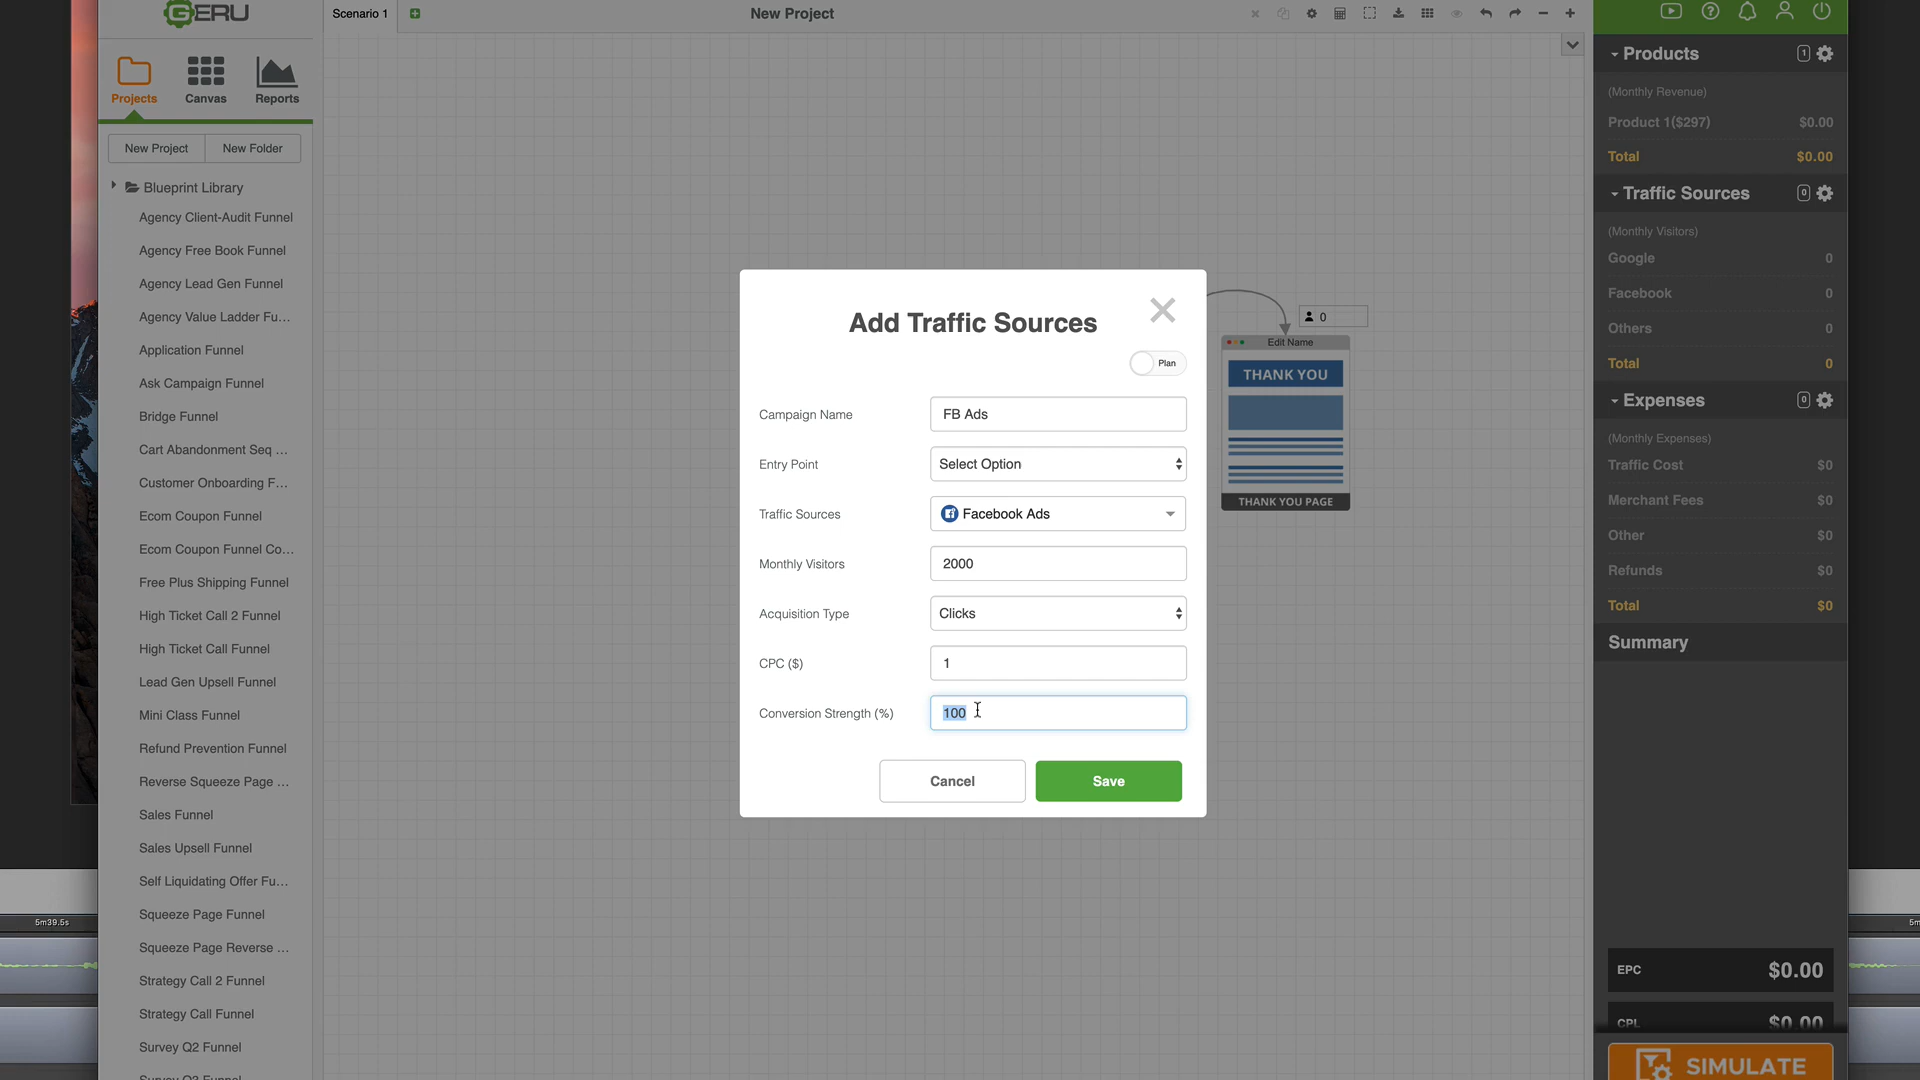 GERU
Scenario 1
New Project
Projects
Canvas
Reports
New Project
New Folder
Blueprint Library
Agency Client-Audit Funnel
Agency Free Book Funnel
Agency Lead Gen Funnel
Agency Value Ladder Fu...
Application Funnel
Ask Campaign Funnel
Bridge Funnel
Cart Abandonment Seq ...
Customer Onboarding F...
Ecom Coupon Funnel
Ecom Coupon Funnel Co...
Free Plus Shipping Funnel
High Ticket Call 2 Funnel
High Ticket Call Funnel
Lead Gen Upsell Funnel
Mini Class Funnel
Refund Prevention Funnel
Reverse Squeeze Page ...
Sales Funnel
Sales Upsell Funnel
Self Liquidating Offer Fu...
Squeeze Page Funnel
Squeeze Page Reverse ...
Strategy Call 2 Funnel
Strategy Call Funnel
Survey Q2 Funnel
5m39.5s
Add Traffic Sources
Plan
Campaign Name
FB Ads
Entry Point
Select Option
Traffic Sources
Facebook Ads
Monthly Visitors
2000
Acquisition Type
Clicks
CPC ($)
1
Conversion Strength (%)
100
Cancel
Save
0
Edit Name
THANK YOU
THANK YOU PAGE
Products
1
(Monthly Revenue)
Product 1($297) $0.00
Total $0.00
Traffic Sources
0
(Monthly Visitors)
Google 0
Facebook 0
Others 0
Total 0
Expenses
0
(Monthly Expenses)
Traffic Cost $0
Merchant Fees $0
Other $0
Refunds $0
Total $0
Summary
EPC $0.00
CPL $0.00
SIMULATE